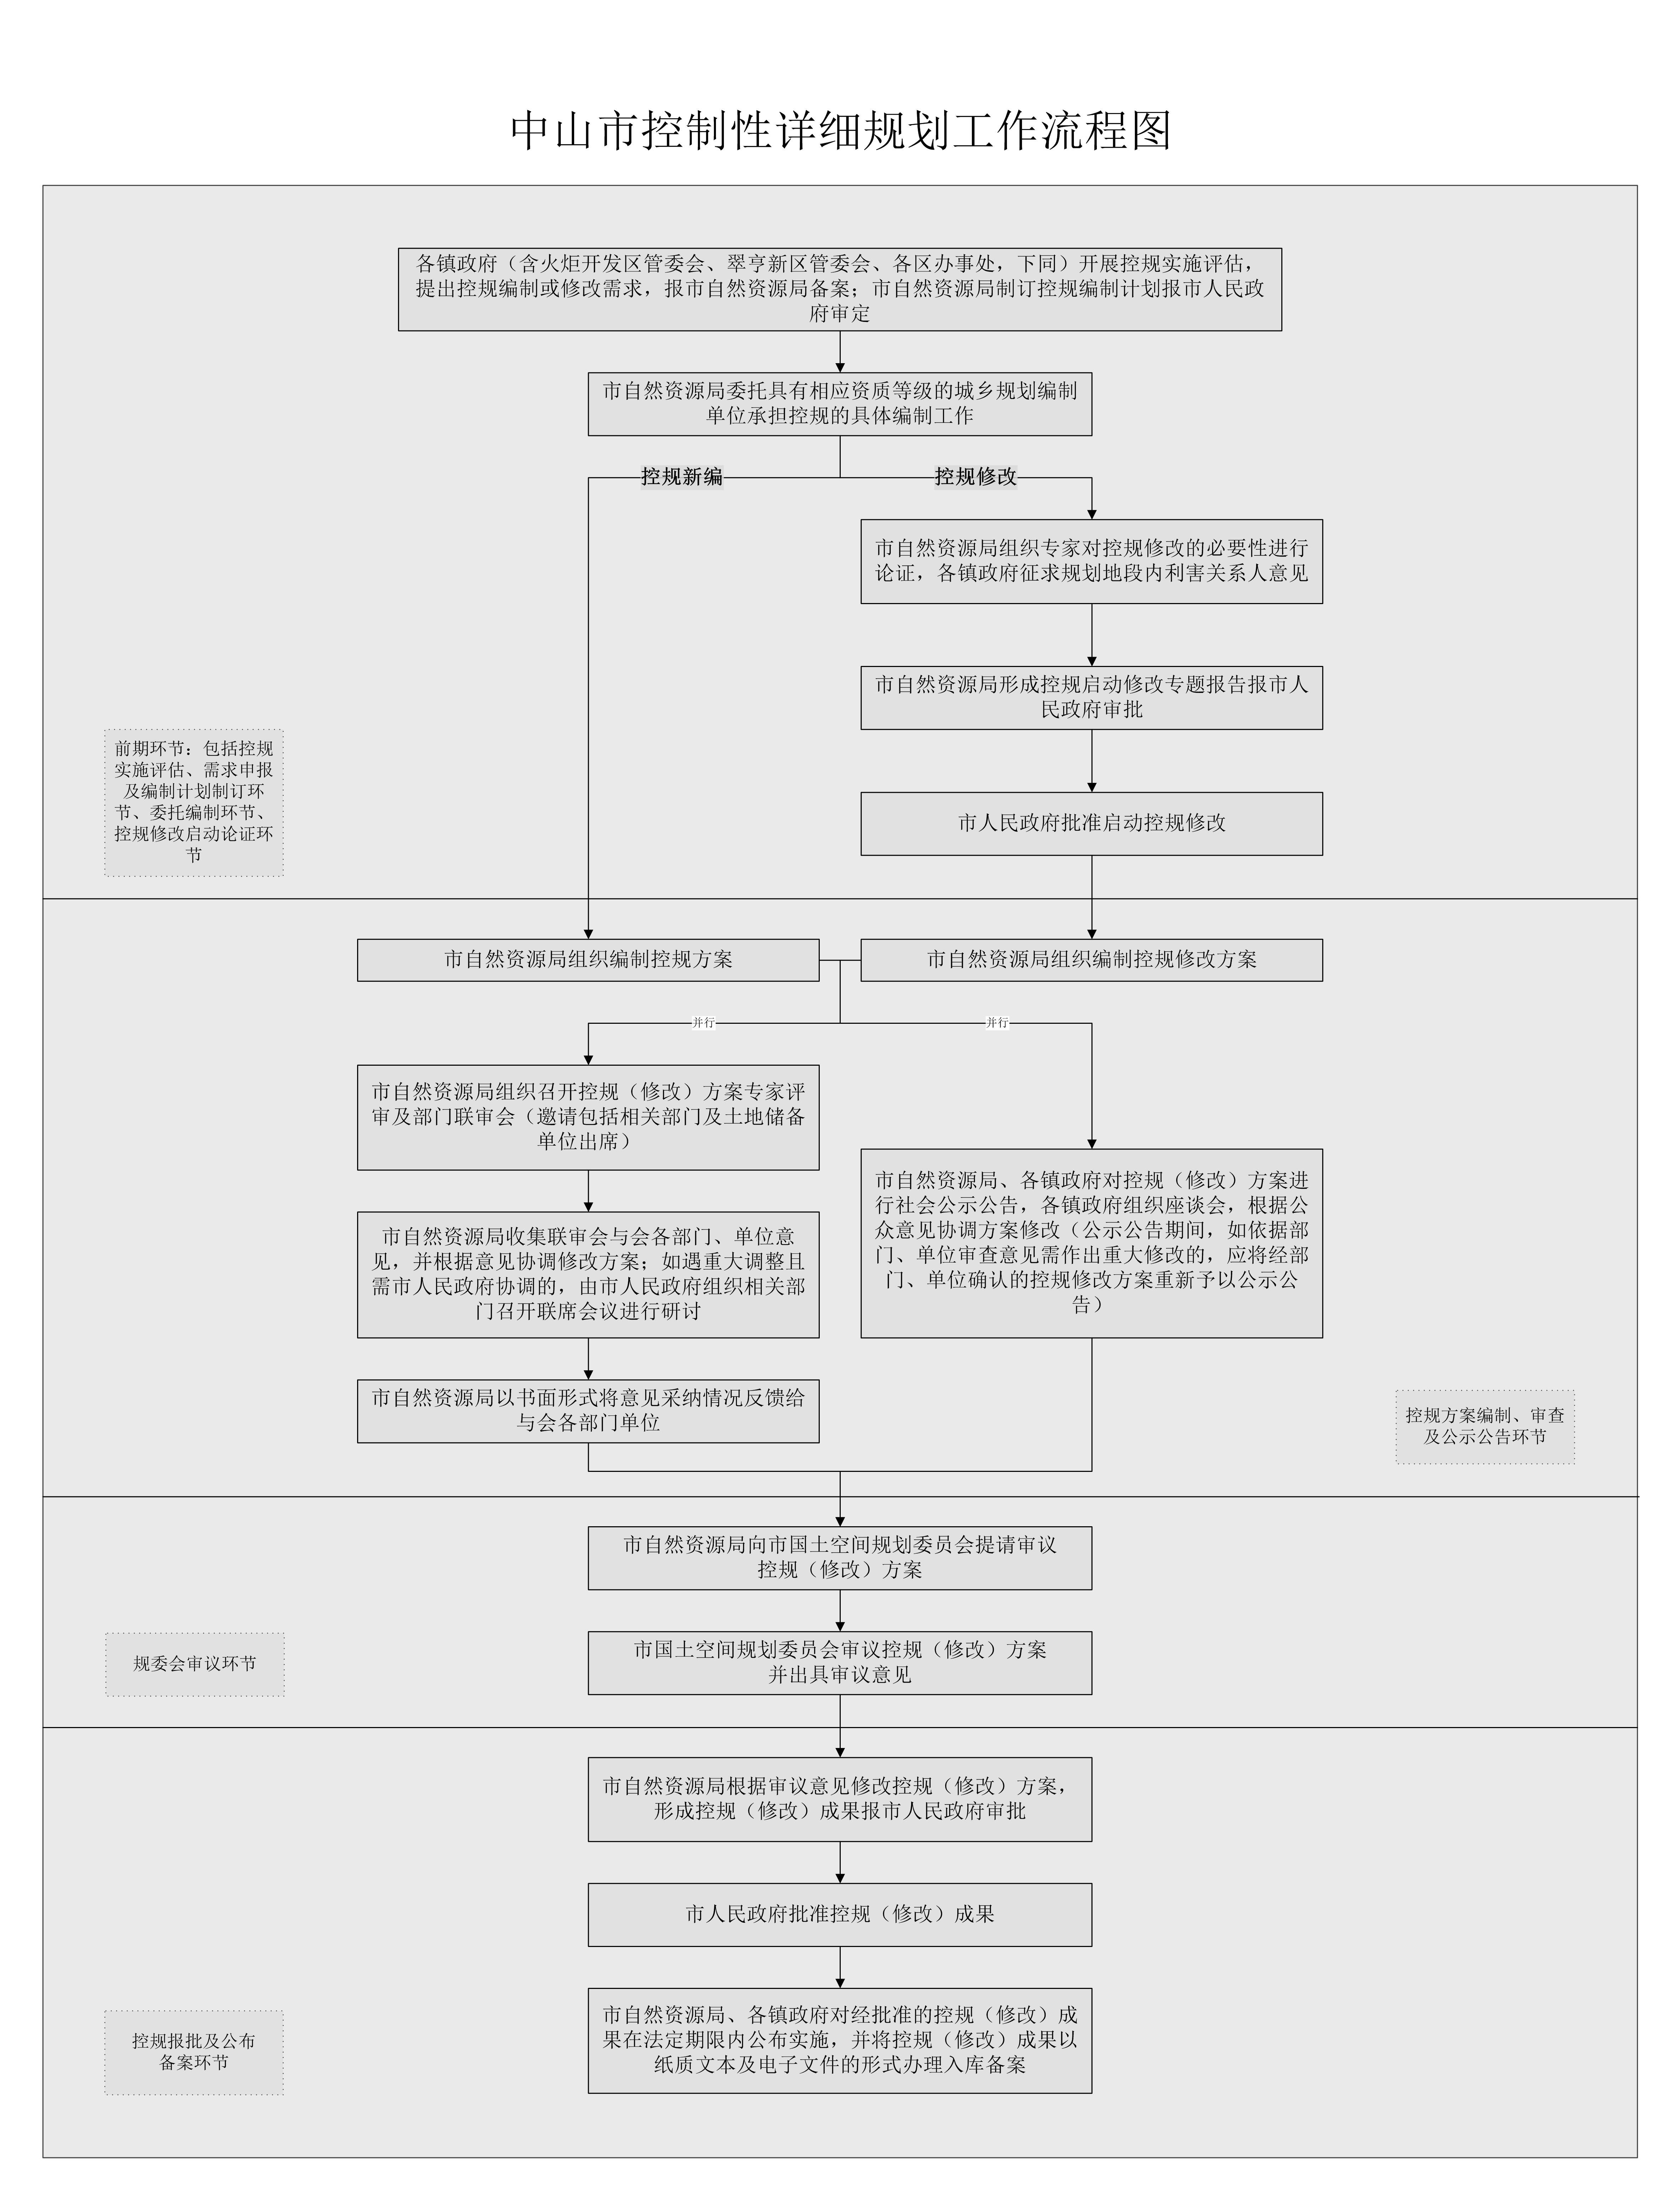 中山市控制性详细规划工作流程图
各镇政府（含火炬开发区管委会、翠亨新区管委会、各区办事处，下同）开展控规实施评估，
提出控规编制或修改需求，报市自然资源局备案；市自然资源局制订控规编制计划报市人民政
府审定
市自然资源局委托具有相应资质等级的城乡规划编制
单位承担控规的具体编制工作
控规新编
控规修改
市自然资源局组织专家对控规修改的必要性进行
论证，各镇政府征求规划地段内利害关系人意见
市自然资源局形成控规启动修改专题报告报市人
民政府审批
市人民政府批准启动控规修改
前期环节：包括控规
实施评估、需求申报
及编制计划制订环
节、委托编制环节、
控规修改启动论证环
节
市自然资源局组织编制控规方案
市自然资源局组织编制控规修改方案
并行
并行
市自然资源局组织召开控规（修改）方案专家评
审及部门联审会（邀请包括相关部门及土地储备
单位出席）
市自然资源局收集联审会与会各部门、单位意
见，并根据意见协调修改方案；如遇重大调整且
需市人民政府协调的，由市人民政府组织相关部
门召开联席会议进行研讨
市自然资源局以书面形式将意见采纳情况反馈给
与会各部门单位
市自然资源局、各镇政府对控规（修改）方案进
行社会公示公告，各镇政府组织座谈会，根据公
众意见协调方案修改（公示公告期间，如依据部
门、单位审查意见需作出重大修改的，应将经部
门、单位确认的控规修改方案重新予以公示公
告）
控规方案编制、审查
及公示公告环节
市自然资源局向市国土空间规划委员会提请审议
控规（修改）方案
市国土空间规划委员会审议控规（修改）方案
并出具审议意见
规委会审议环节
市自然资源局根据审议意见修改控规（修改）方案，
形成控规（修改）成果报市人民政府审批
市人民政府批准控规（修改）成果
市自然资源局、各镇政府对经批准的控规（修改）成
果在法定期限内公布实施，并将控规（修改）成果以
纸质文本及电子文件的形式办理入库备案
控规报批及公布
备案环节